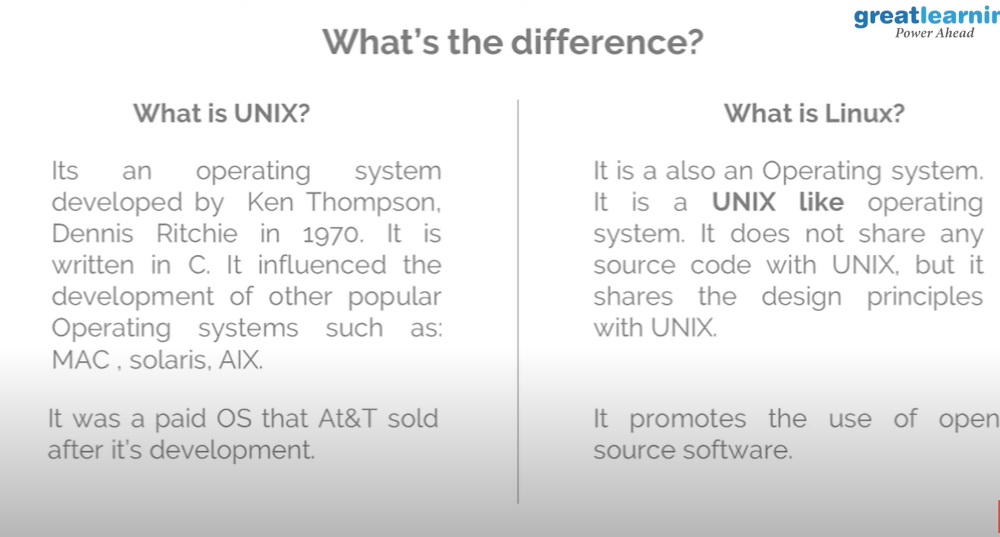 greatlearnin
Power Ahead
What's the difference?
What is UNIX?
Its an operating system
developed by Ken Thompson,
Dennis Ritchie in 1970. It is
written in C. It influenced the
development of other popular
Operating systems such as:
MAC , solaris, AIX.
It was a paid OS that At&T sold
after it's development.
What is Linux?
It is a also an Operating system.
It is a UNIX like operating
system. It does not share any
source code with UNIX, but it
shares the design principles
with UNIX.
It promotes the use of open
source software.